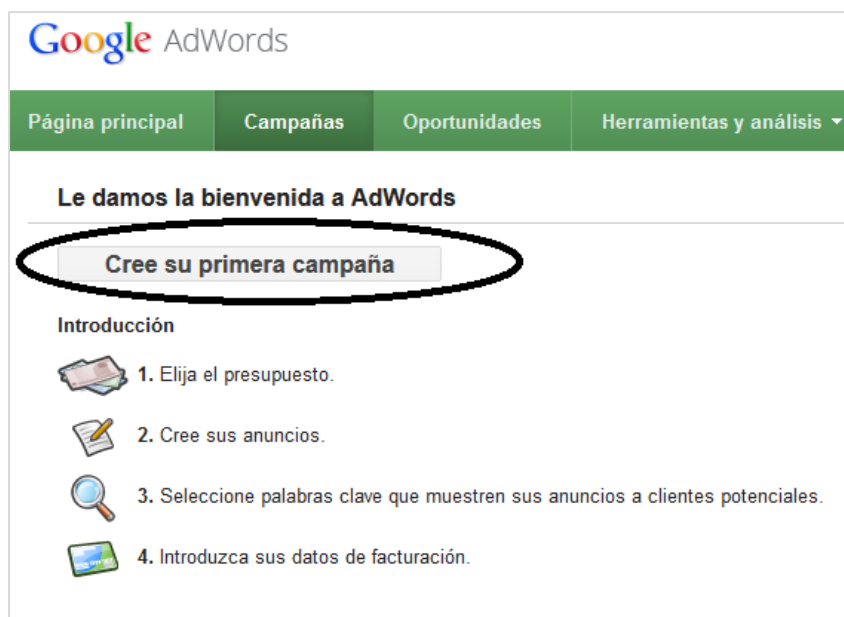 Google AdWords
Página principal Campañas Oportunidades Herramientas y análisis
Le damos la bienvenida a AdWords
Cree su primera campaña
Introducción
1. Elija el presupuesto.
2. Cree sus anuncios.
3. Seleccione palabras clave que muestren sus anuncios a clientes potenciales.
4. Introduzca sus datos de facturación.